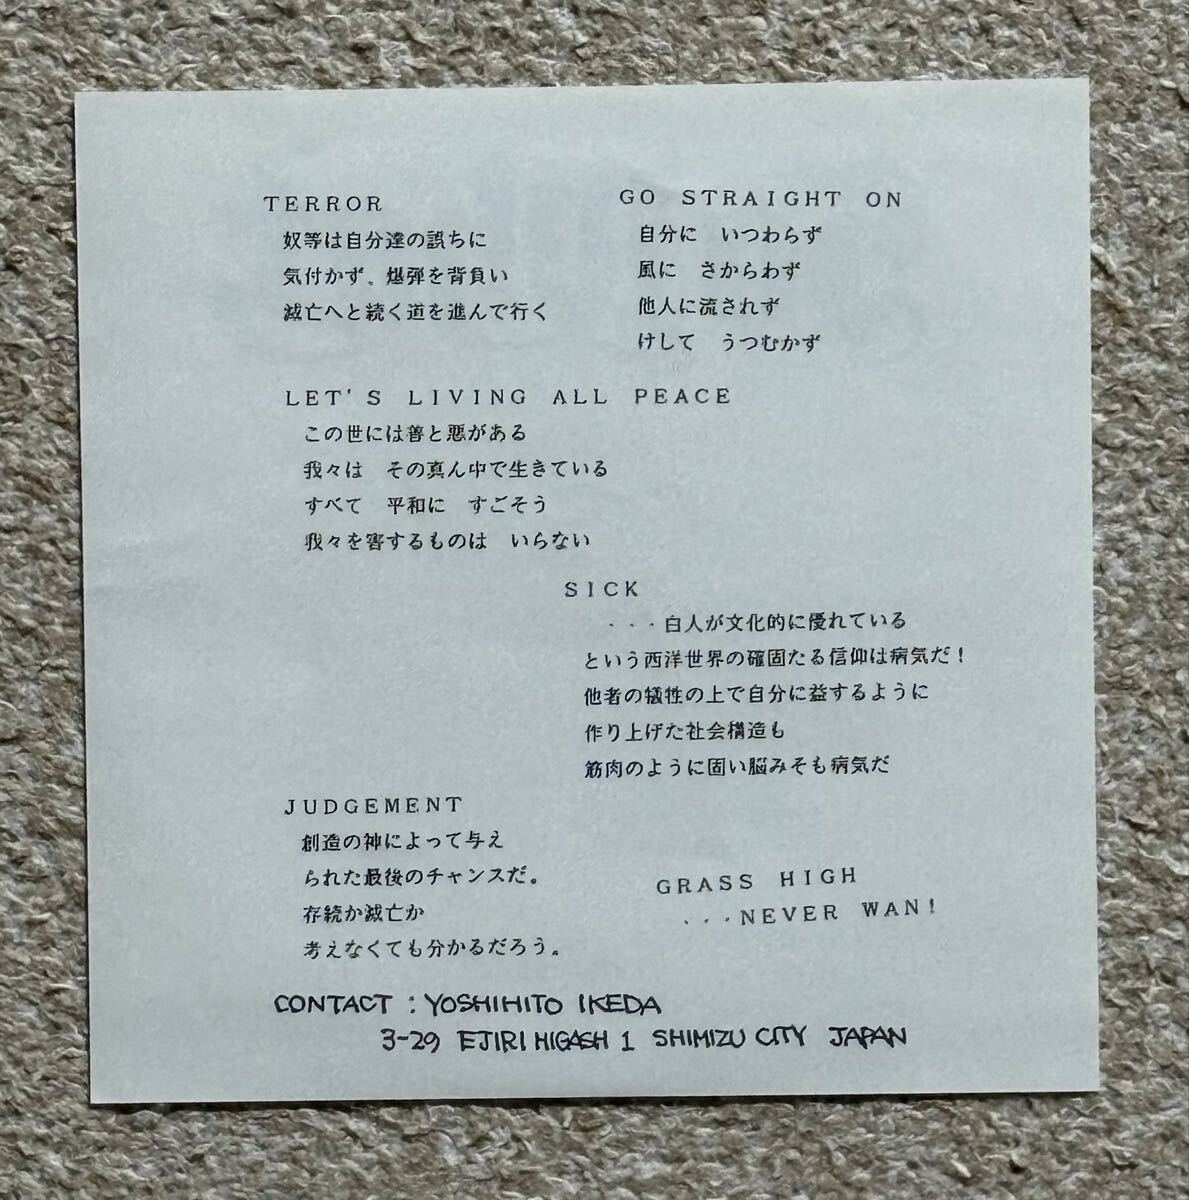 TERROR
奴等は自分達の誤ちに
気付かず。爆弾を背負い
滅亡へと続く道を進んで行く
GO STRAIGHT ON
自分に　いつわらず
風に　さからわず
他人に流されず
けして　うつむかず
LET'S LIVING ALL PEACE
この世には善と悪がある
我々は　その真ん中で生きている
すべて　平和に　すごそう
我々を害するものは　いらない
SICK
・・・白人が文化的に優れている
という西洋世界の確固たる信仰は病気だ！
他者の犠牲の上で自分に益するように
作り上げた社会構造も
筋肉のように固い脳みそも病気だ
JUDGEMENT
創造の神によって与え
られた最後のチャンスだ。
存続か滅亡か
考えなくても分かるだろう。
GRASS HIGH
・・・NEVER WAN!
CONTACT : YOSHIHITO IKEDA
3-29 EJIRI HIGASH 1 SHIMIZU CITY JAPAN